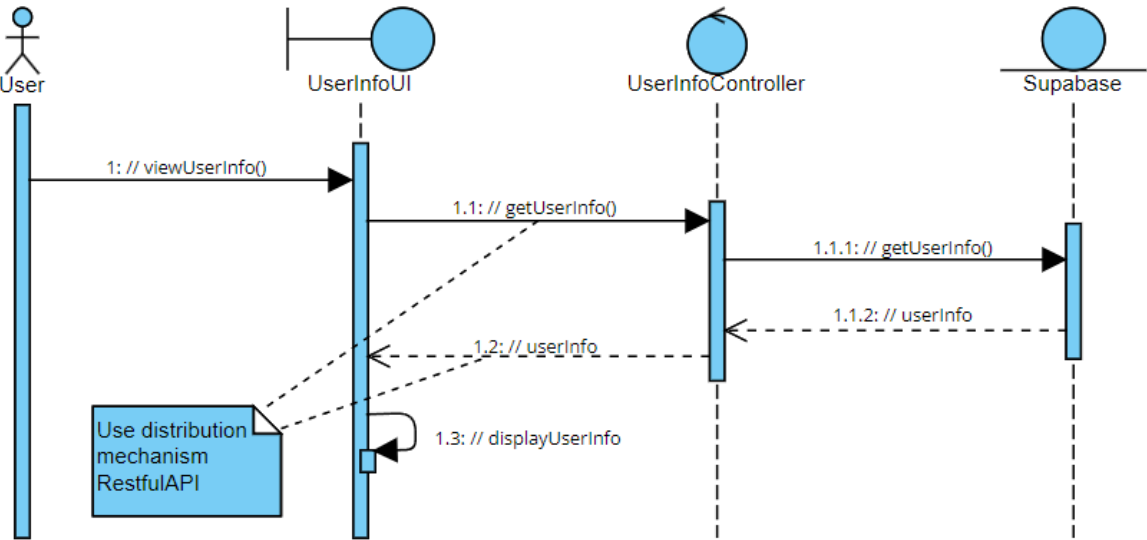 User
UserInfoUI
UserInfoController
Supabase
1: // viewUserInfo()
1.1: // getUserInfo()
1.1.1: // getUserInfo()
1.1.2: // userInfo
1.2: // userInfo
Use distribution
mechanism
RestfulAPI
1.3: // displayUserInfo